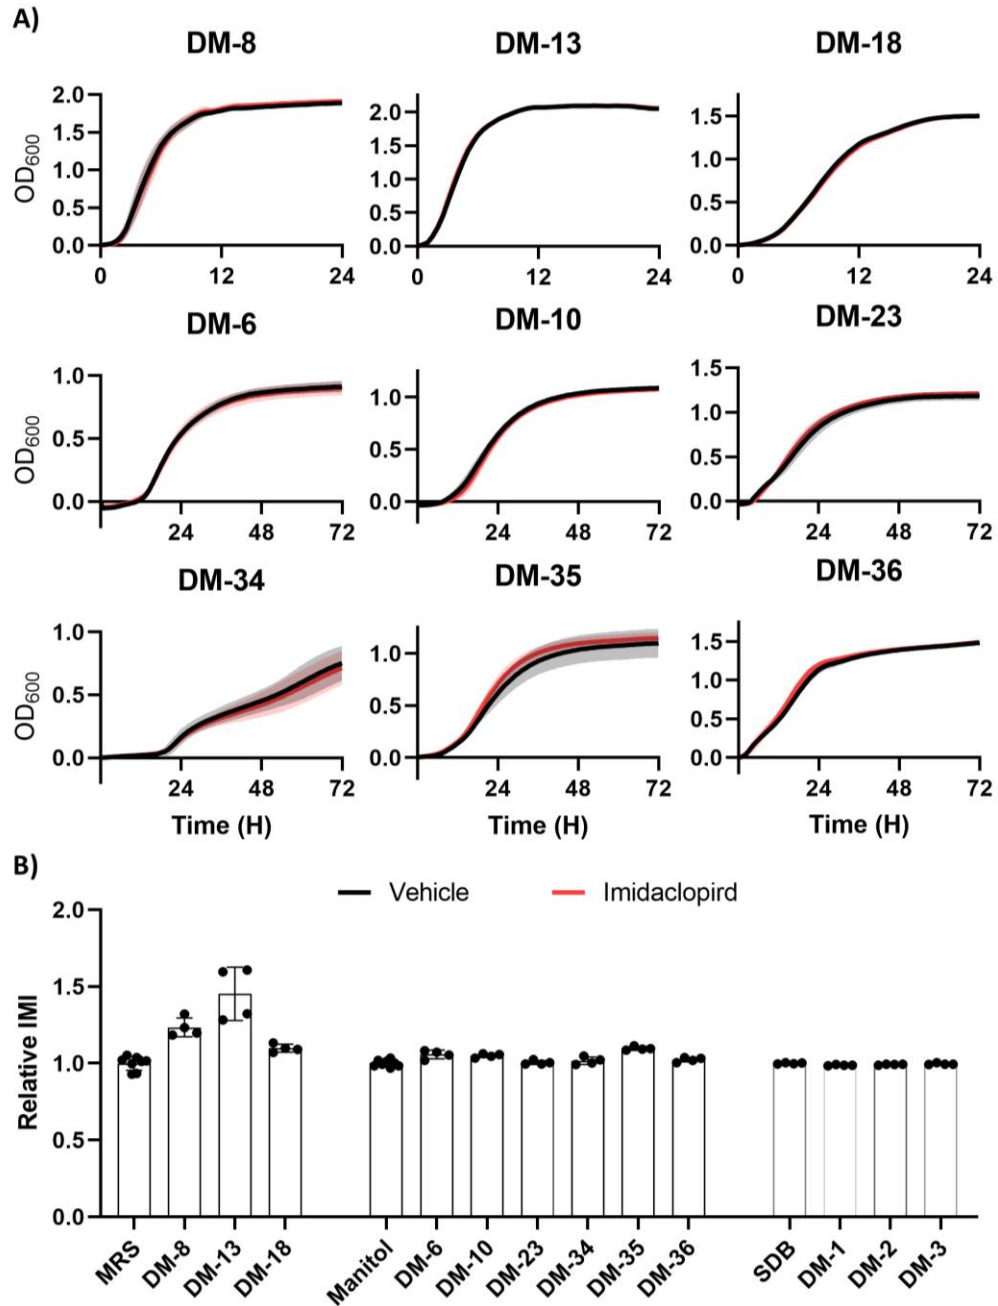 A)
DM-8 DM-13 DM-18
OD600
2.0 1.5 1.0 0.5 0.0
0 12 24
2.0 1.5 1.0 0.5 0.0
0 12 24
1.5 1.0 0.5 0.0
0 12 24
DM-6 DM-10 DM-23
OD600
1.0 0.5 0.0
24 48 72
1.0 0.5 0.0
24 48 72
1.5 1.0 0.5 0.0
24 48 72
DM-34 DM-35 DM-36
OD600
1.0 0.5 0.0
24 48 72
1.0 0.5 0.0
24 48 72
1.5 1.0 0.5 0.0
24 48 72
Time (H) Time (H) Time (H)
B)
Vehicle Imidaclopird
Relative IMI
2.0
1.5
1.0
0.5
0.0
MRS DM-8 DM-13 DM-18 Manitol DM-6 DM-10 DM-23 DM-34 DM-35 DM-36 SDB DM-1 DM-2 DM-3